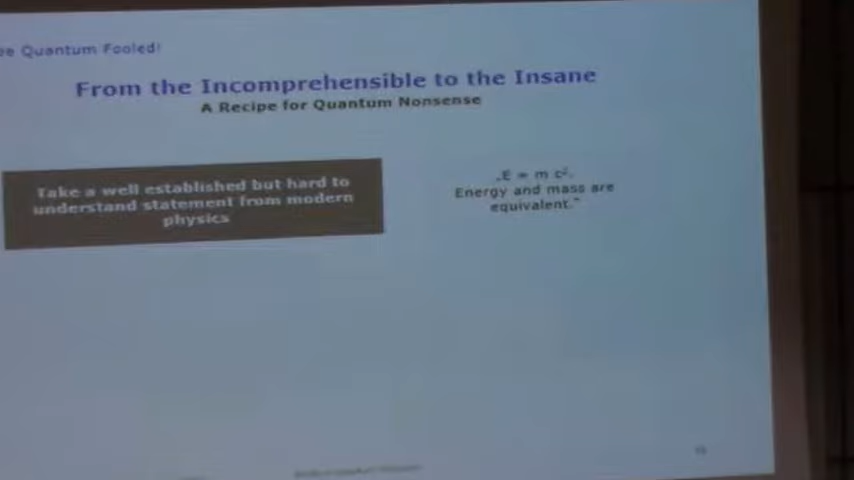 be Quantum Fooled!
From the Incomprehensible to the Insane
A Recipe for Quantum Nonsense
Take a well established but hard to
understand statement from modern
physics
„E = m c².
Energy and mass are
equivalent.“